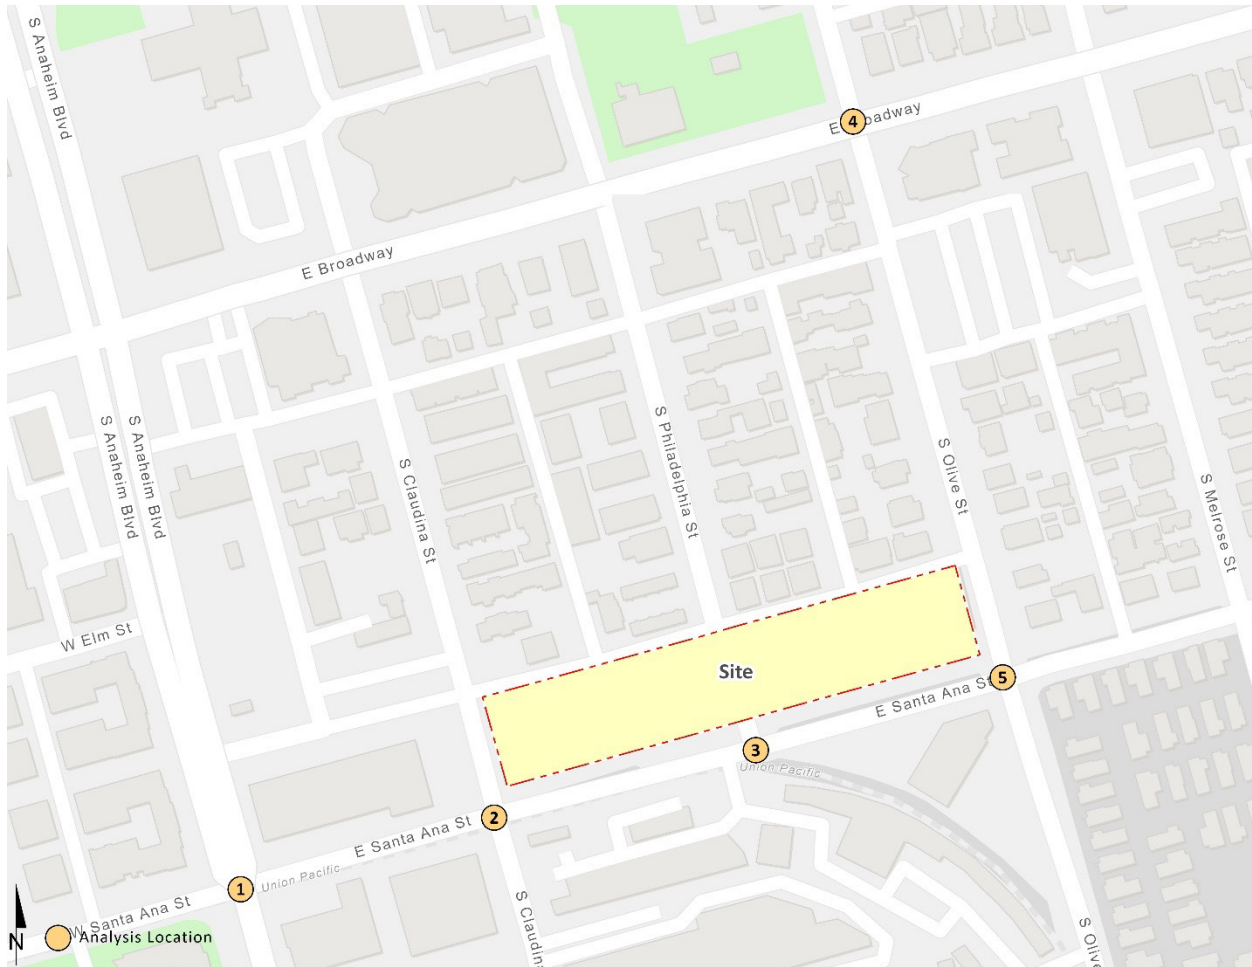 S Anaheim Blvd
4
E Broadway
E Broadway
S Anaheim Blvd
S Anaheim Blvd
S Claudina St
S Philadelphia St
S Olive St
S Melrose St
W Elm St
Site
5
E Santa Ana St
3
Union Pacific
2
E Santa Ana St
1
Union Pacific
W Santa Ana St
S Claudina
S Olive
N
Analysis Location